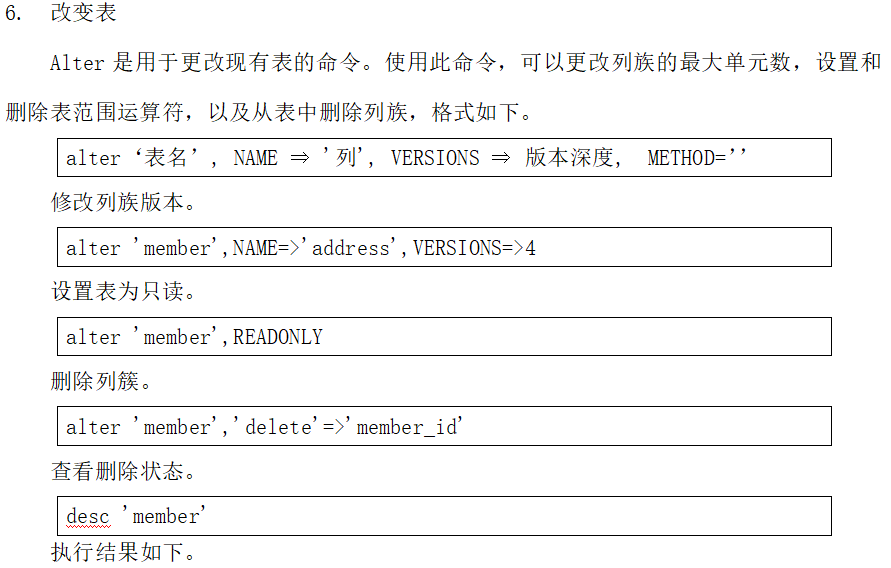 6. 改变表
Alter 是用于更改现有表的命令。使用此命令，可以更改列族的最大单元数，设置和
删除表范围运算符，以及从表中删除列族，格式如下。
alter ‘表名’, NAME ⇒ '列', VERSIONS ⇒ 版本深度, METHOD=’’
修改列族版本。
alter 'member',NAME=>'address',VERSIONS=>4
设置表为只读。
alter 'member',READONLY
删除列簇。
alter 'member','delete'=>'member_id'
查看删除状态。
desc 'member'
执行结果如下。